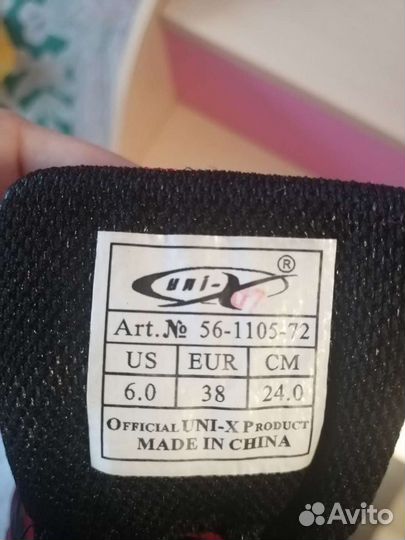 UNI-X ®
Art.№ 56-1105-72
US EUR CM
6.0 38 24.0
OFFICIAL UNI-X PRODUCT
MADE IN CHINA
Avito